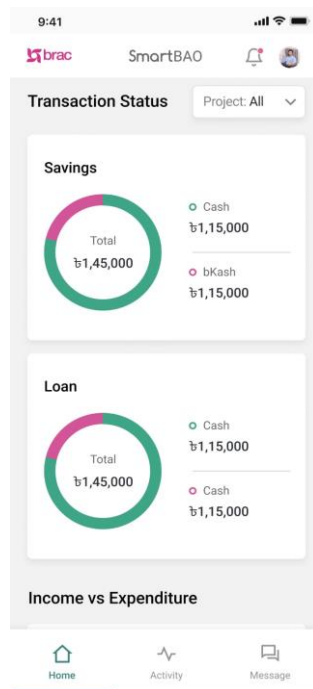 9:41
brac
SmartBAO
Transaction Status
Project: All
Savings
Total
৳1,45,000
Cash
৳1,15,000
bKash
৳1,15,000
Loan
Total
৳1,45,000
Cash
৳1,15,000
Cash
৳1,15,000
Income vs Expenditure
Home
Activity
Message